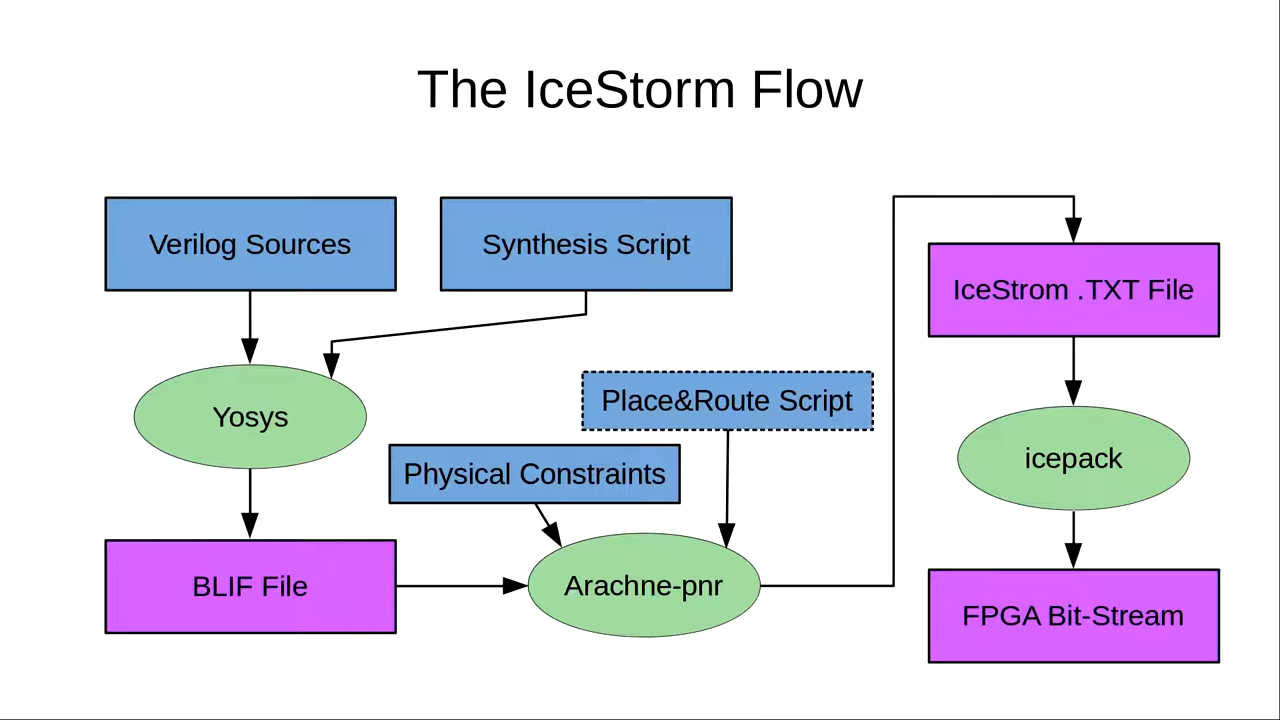 The IceStorm Flow
Verilog Sources
Synthesis Script
IceStrom .TXT File
Place&Route Script
Yosys
icepack
Physical Constraints
BLIF File
Arachne-pnr
FPGA Bit-Stream